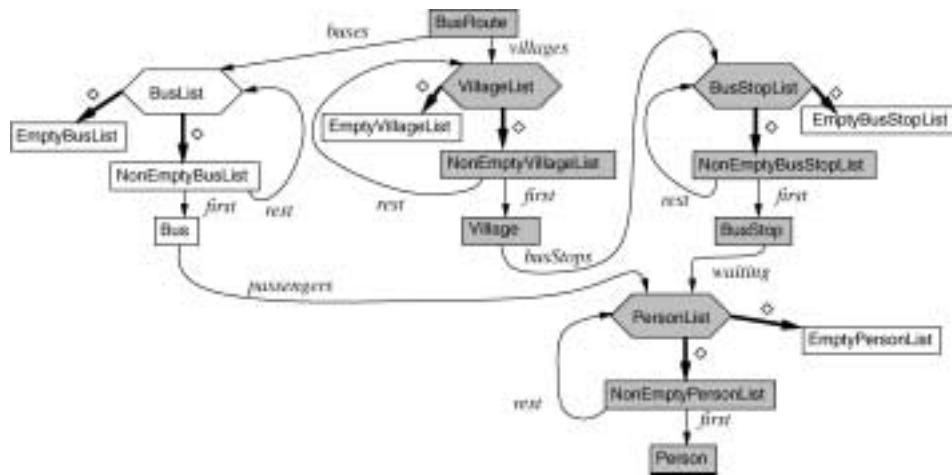 BusRoute
buses
villages
BusList
VillageList
BusStopList
EmptyBusList
EmptyVillageList
EmptyBusStopList
NonEmptyBusList
NonEmptyVillageList
NonEmptyBusStopList
first
rest
rest
first
rest
first
Bus
Village
BusStop
busStops
waiting
passengers
PersonList
EmptyPersonList
NonEmptyPersonList
rest
first
Person